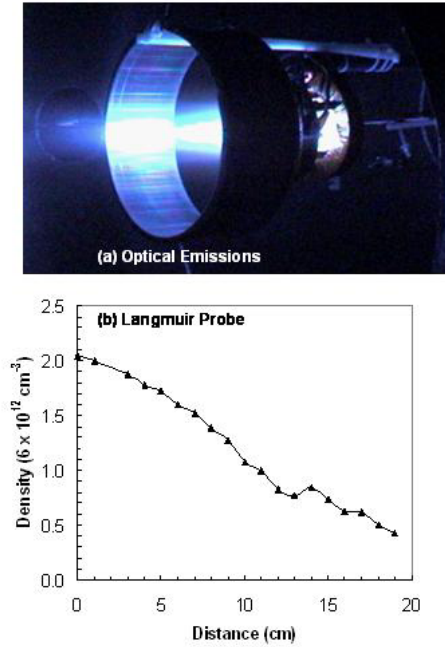 (a) Optical Emissions
(b) Langmuir Probe
Density (6 x 10¹² cm⁻³)
2.5
2.0
1.5
1.0
0.5
0.0
0 5 10 15 20
Distance (cm)